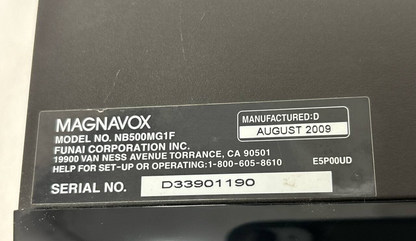 MAGNAVOX
MODEL NO. NB500MG1F
FUNAI CORPORATION INC.
19900 VAN NESS AVENUE TORRANCE, CA 90501
HELP FOR SET-UP OR OPERATING:1-800-605-8610
MANUFACTURED:D
AUGUST 2009
E5P00UD
SERIAL NO. D33901190